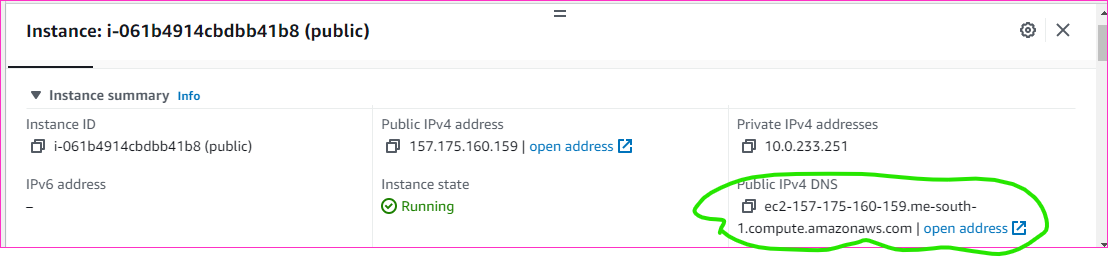 Instance: i-061b4914cbdbb41b8 (public)
Instance summary Info
Instance ID
i-061b4914cbdbb41b8 (public)
Public IPv4 address
157.175.160.159 | open address
Private IPv4 addresses
10.0.233.251
IPv6 address
–
Instance state
Running
Public IPv4 DNS
ec2-157-175-160-159.me-south-
1.compute.amazonaws.com | open address